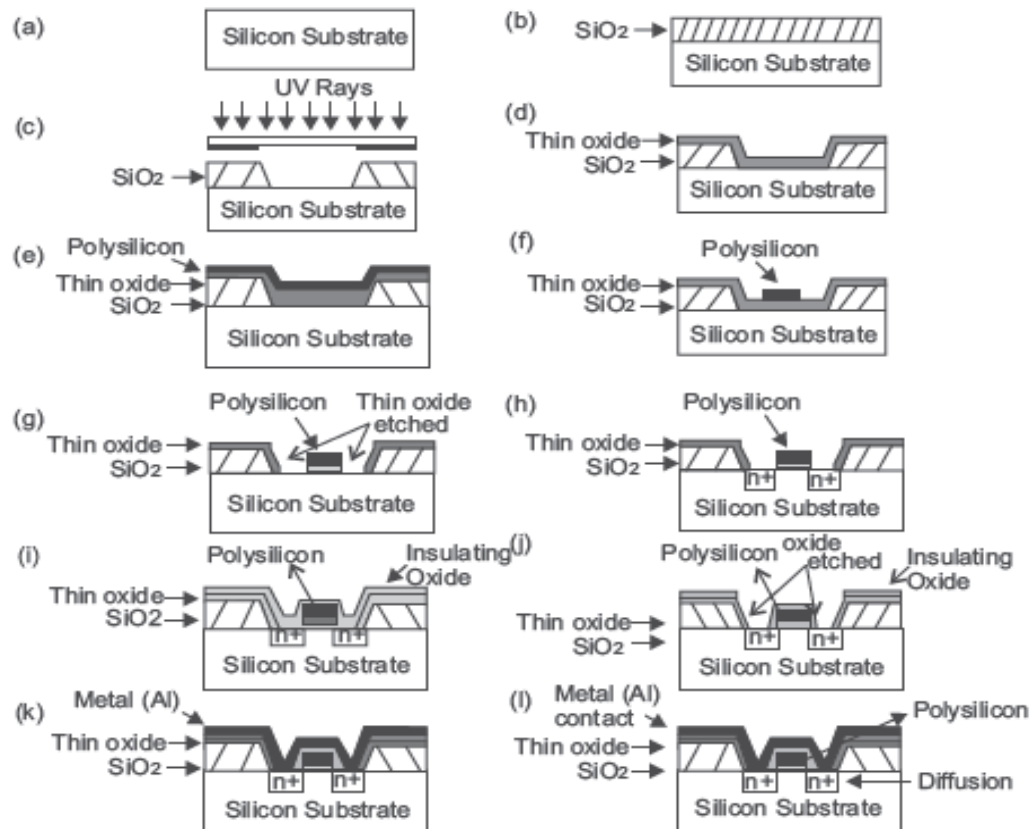 (a)
Silicon Substrate
(b)
SiO2
Silicon Substrate
UV Rays
(c)
SiO2
Silicon Substrate
(d)
Thin oxide
SiO2
Silicon Substrate
(e)
Polysilicon
Thin oxide
SiO2
Silicon Substrate
(f)
Polysilicon
Thin oxide
SiO2
Silicon Substrate
(g)
Polysilicon
Thin oxide
etched
Thin oxide
SiO2
Silicon Substrate
(h)
Polysilicon
Thin oxide
SiO2
n+ n+
Silicon Substrate
(i)
Polysilicon
Insulating
Oxide
Thin oxide
SiO2
n+ n+
Silicon Substrate
(j)
Polysilicon
oxide
etched
Insulating
Oxide
Thin oxide
SiO2
n+ n+
Silicon Substrate
(k)
Metal (Al)
Thin oxide
SiO2
n+ n+
Silicon Substrate
(l)
Metal (Al)
contact
Polysilicon
Thin oxide
SiO2
n+ n+
Diffusion
Silicon Substrate